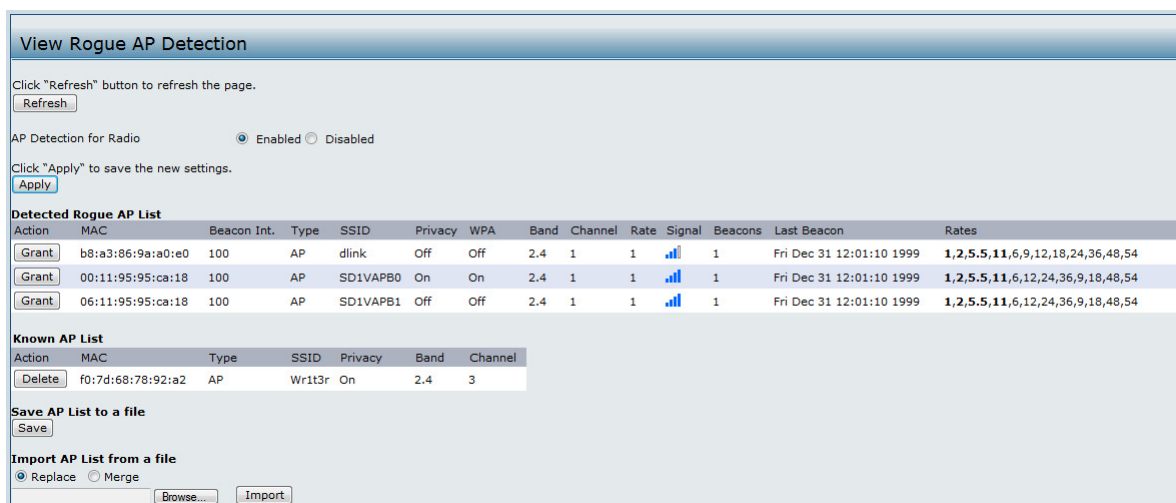 View Rogue AP Detection
Click "Refresh" button to refresh the page.
Refresh
AP Detection for Radio Enabled Disabled
Click "Apply" to save the new settings.
Apply
Detected Rogue AP List
Action MAC Beacon Int. Type SSID Privacy WPA Band Channel Rate Signal Beacons Last Beacon Rates
Grant b8:a3:86:9a:a0:e0 100 AP dlink Off Off 2.4 1 1 1 Fri Dec 31 12:01:10 1999 1,2,5.5,11,6,9,12,18,24,36,48,54
Grant 00:11:95:95:ca:18 100 AP SD1VAPB0 On On 2.4 1 1 1 Fri Dec 31 12:01:10 1999 1,2,5.5,11,6,12,24,36,9,18,48,54
Grant 06:11:95:95:ca:18 100 AP SD1VAPB1 Off Off 2.4 1 1 1 Fri Dec 31 12:01:10 1999 1,2,5.5,11,6,12,24,36,9,18,48,54
Known AP List
Action MAC Type SSID Privacy Band Channel
Delete f0:7d:68:78:92:a2 AP Wr1t3r On 2.4 3
Save AP List to a file
Save
Import AP List from a file
Replace Merge
Browse... Import